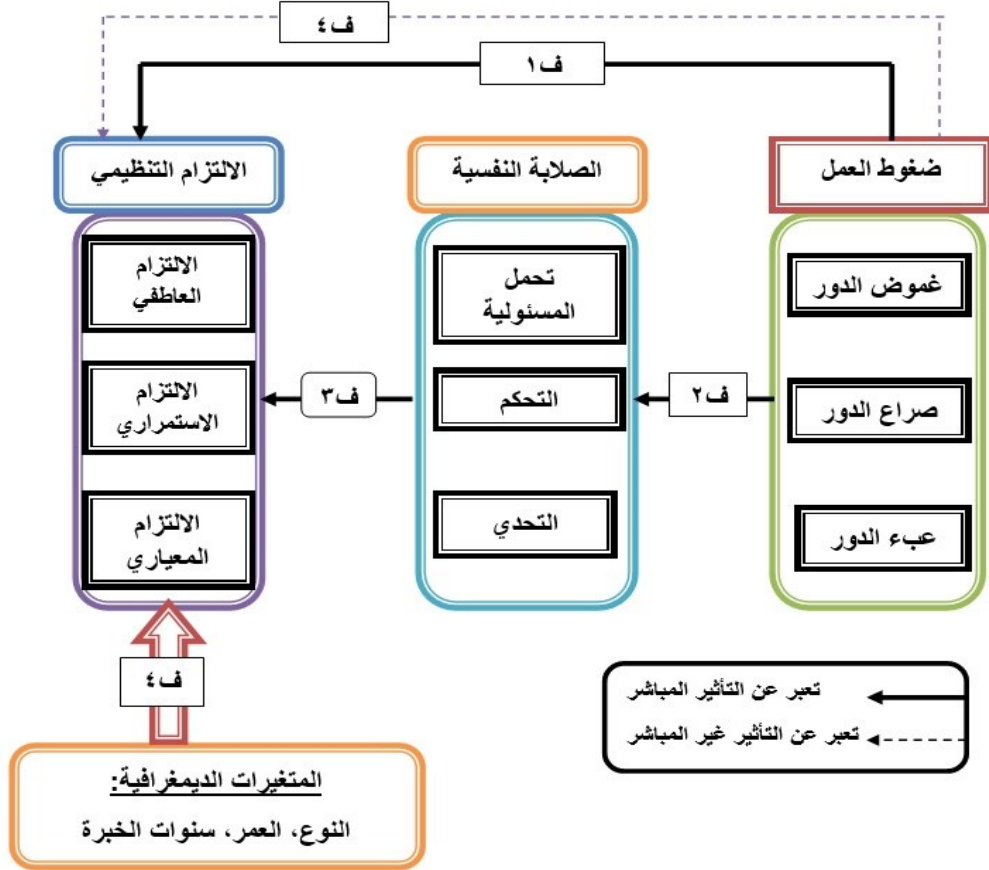 ف٤
ف١
ضغوط العمل
الصلابة النفسية
الالتزام التنظيمي
غموض الدور
صراع الدور
عبء الدور
ف٢
تحمل
المسئولية
التحكم
التحدي
ف٣
الالتزام
العاطفي
الالتزام
الاستمراري
الالتزام
المعياري
ف٤
تعبر عن التأثير المباشر
تعبر عن التأثير غير المباشر
المتغيرات الديمغرافية:
النوع، العمر، سنوات الخبرة